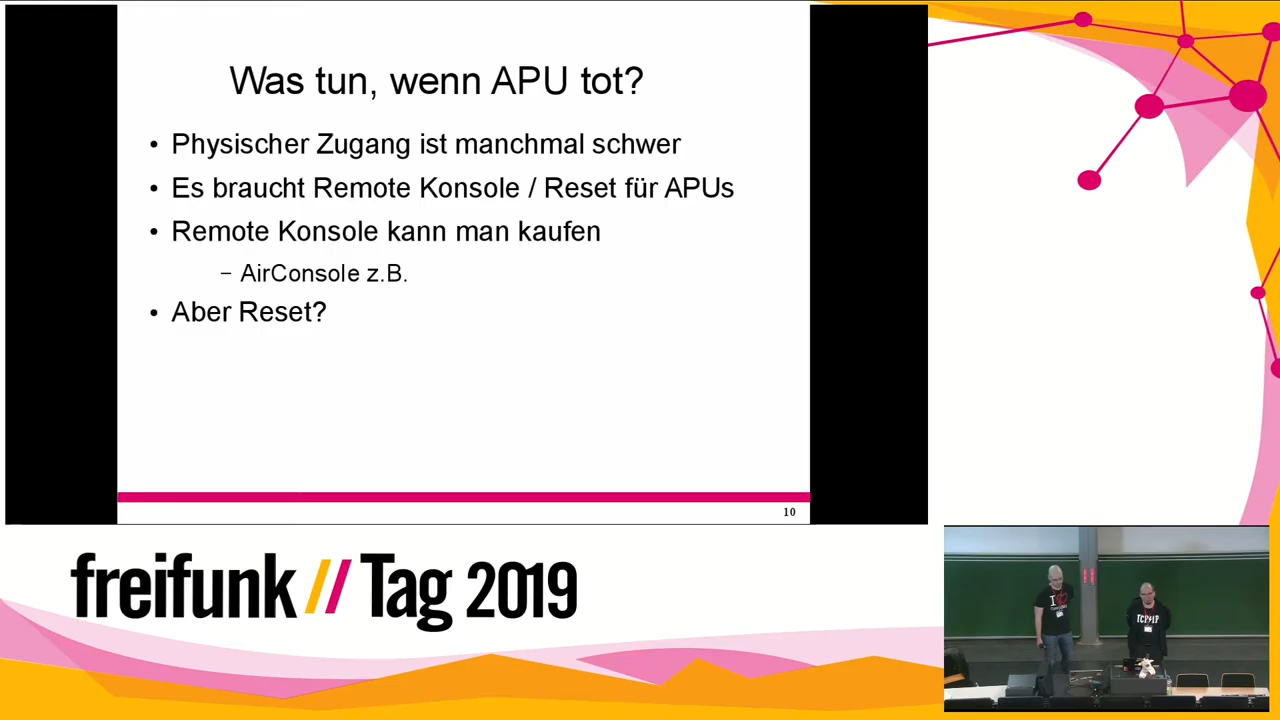 Was tun, wenn APU tot?
• Physischer Zugang ist manchmal schwer
• Es braucht Remote Konsole / Reset für APUs
• Remote Konsole kann man kaufen
– AirConsole z.B.
• Aber Reset?
10
freifunk // Tag 2019
I